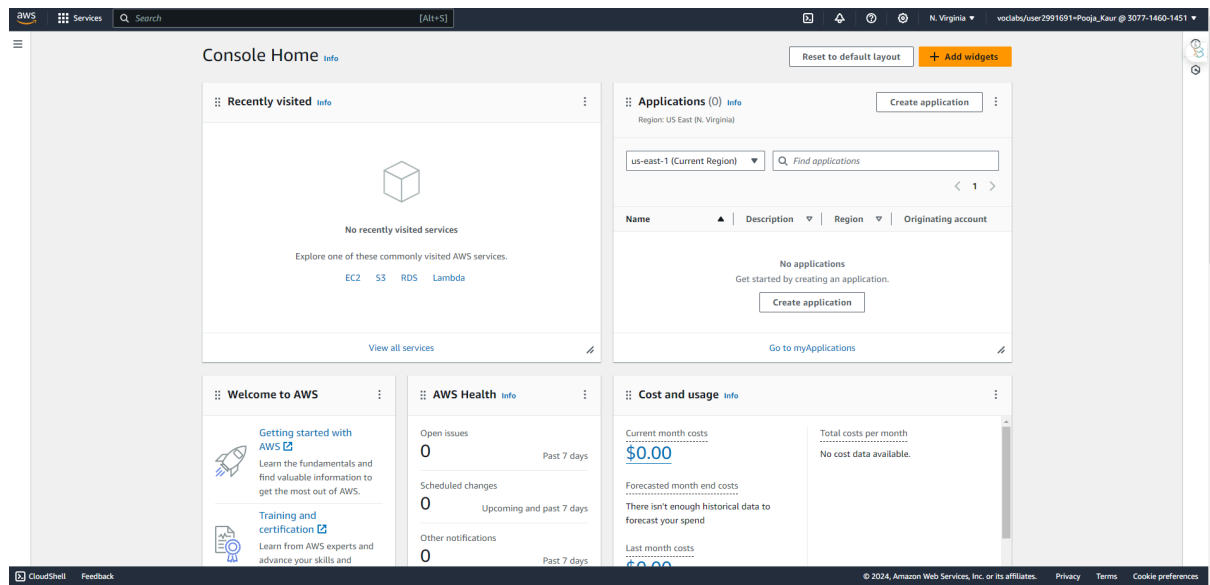 aws Services Search [Alt+S] N. Virginia voclabs/user2991691=Pooja_Kaur @ 3077-1460-1451
Console Home Info
Reset to default layout
+ Add widgets
Recently visited Info
No recently visited services
Explore one of these commonly visited AWS services.
EC2 S3 RDS Lambda
View all services
Applications (0) Info
Region: US East (N. Virginia)
Create application
us-east-1 (Current Region)
Find applications
1
Name Description Region Originating account
No applications
Get started by creating an application.
Create application
Go to myApplications
Welcome to AWS
Getting started with
AWS
Learn the fundamentals and
find valuable information to
get the most out of AWS.
Training and
certification
Learn from AWS experts and
advance your skills and
AWS Health Info
Open issues
0 Past 7 days
Scheduled changes
0 Upcoming and past 7 days
Other notifications
0 Past 7 days
Cost and usage Info
Current month costs
$0.00
Forecasted month end costs
There isn't enough historical data to
forecast your spend
Last month costs
$0.00
Total costs per month
No cost data available.
CloudShell Feedback © 2024, Amazon Web Services, Inc. or its affiliates. Privacy Terms Cookie preferences